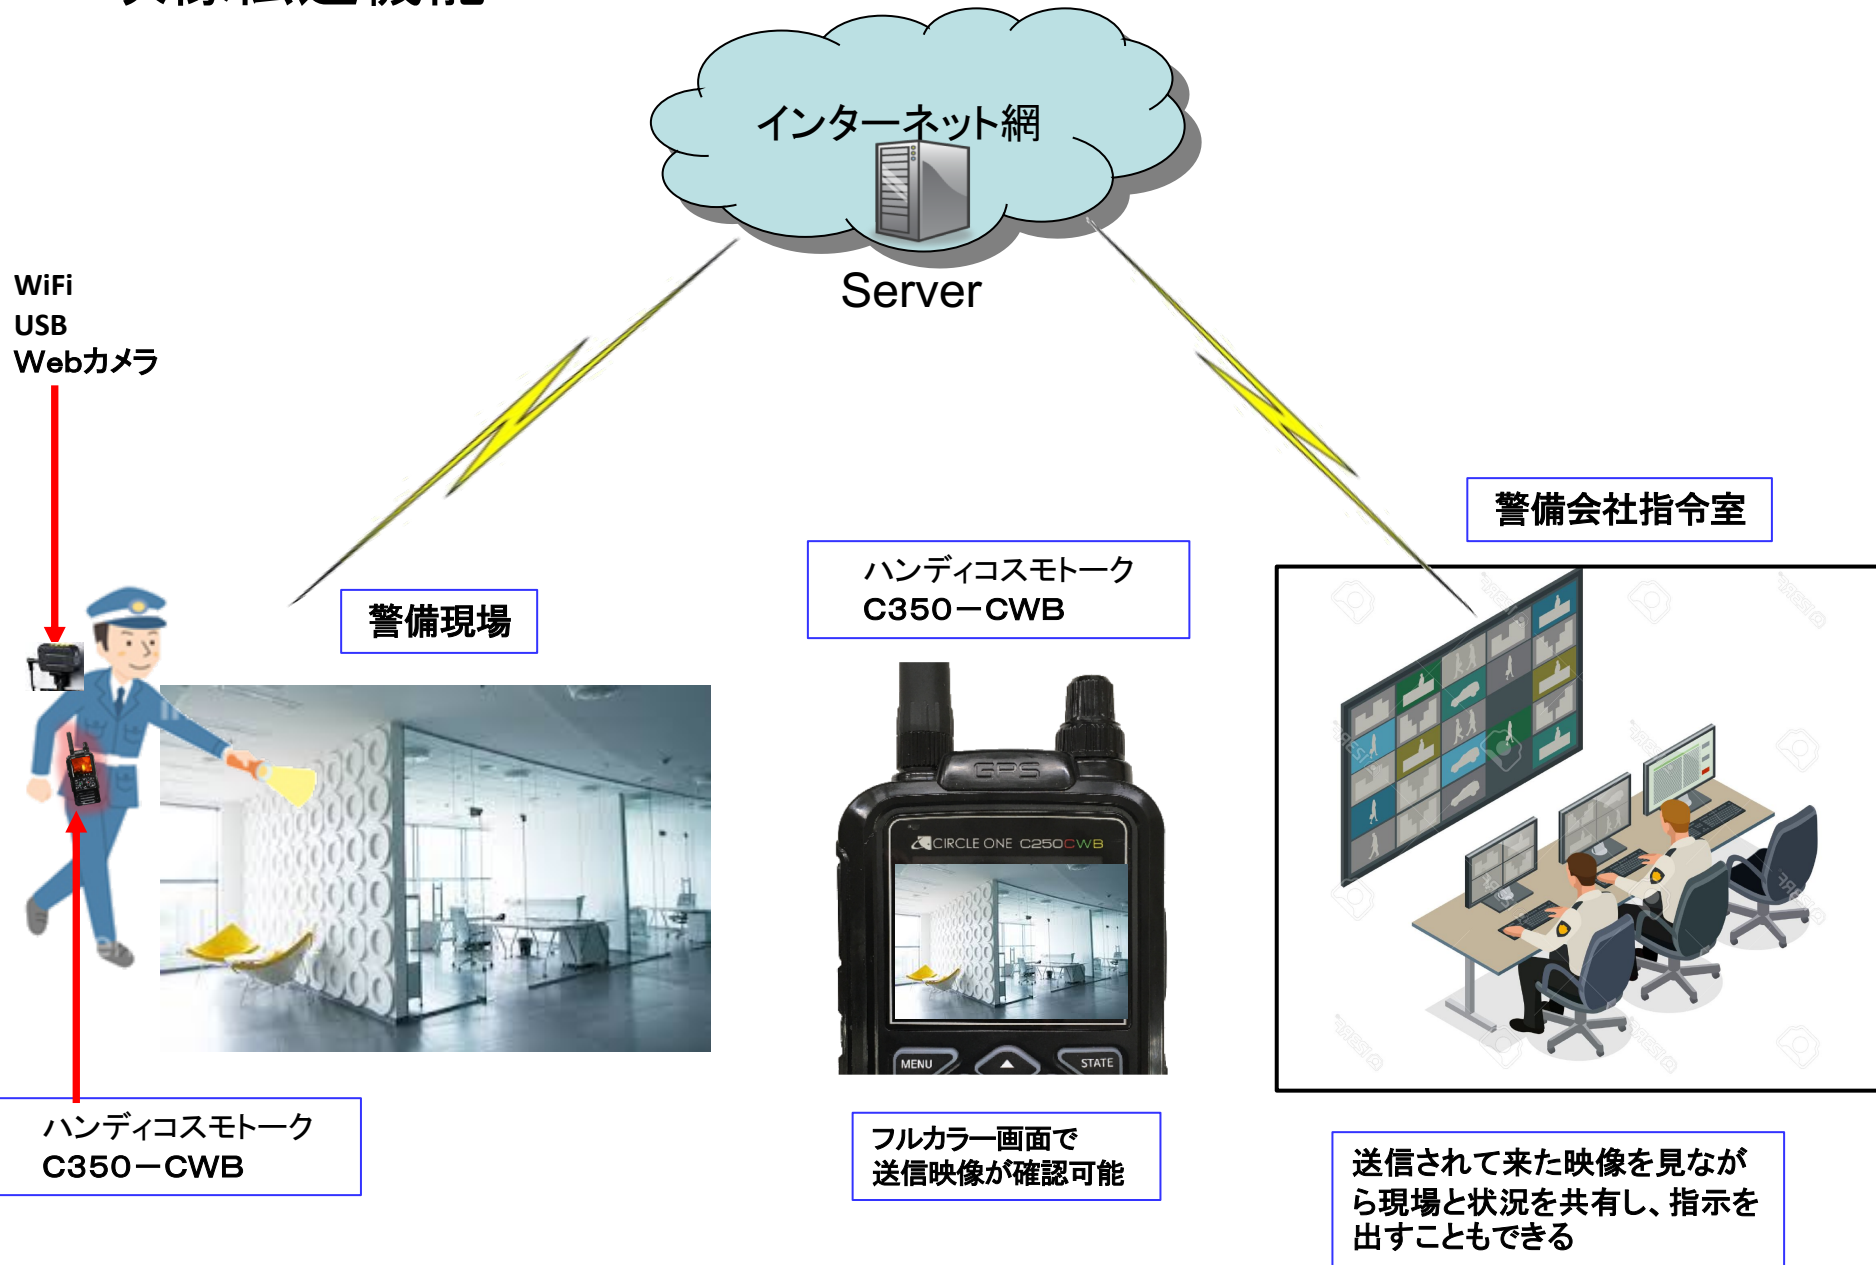 インターネット網
Server
WiFi
USB
Webカメラ
警備会社指令室
ハンディコスモトーク
C350－CWB
警備現場
GPS
CIRCLE ONE C250CWB
MENU
STATE
ハンディコスモトーク
C350－CWB
フルカラー画面で
送信映像が確認可能
送信されて来た映像を見なが
ら現場と状況を共有し、指示を
出すこともできる